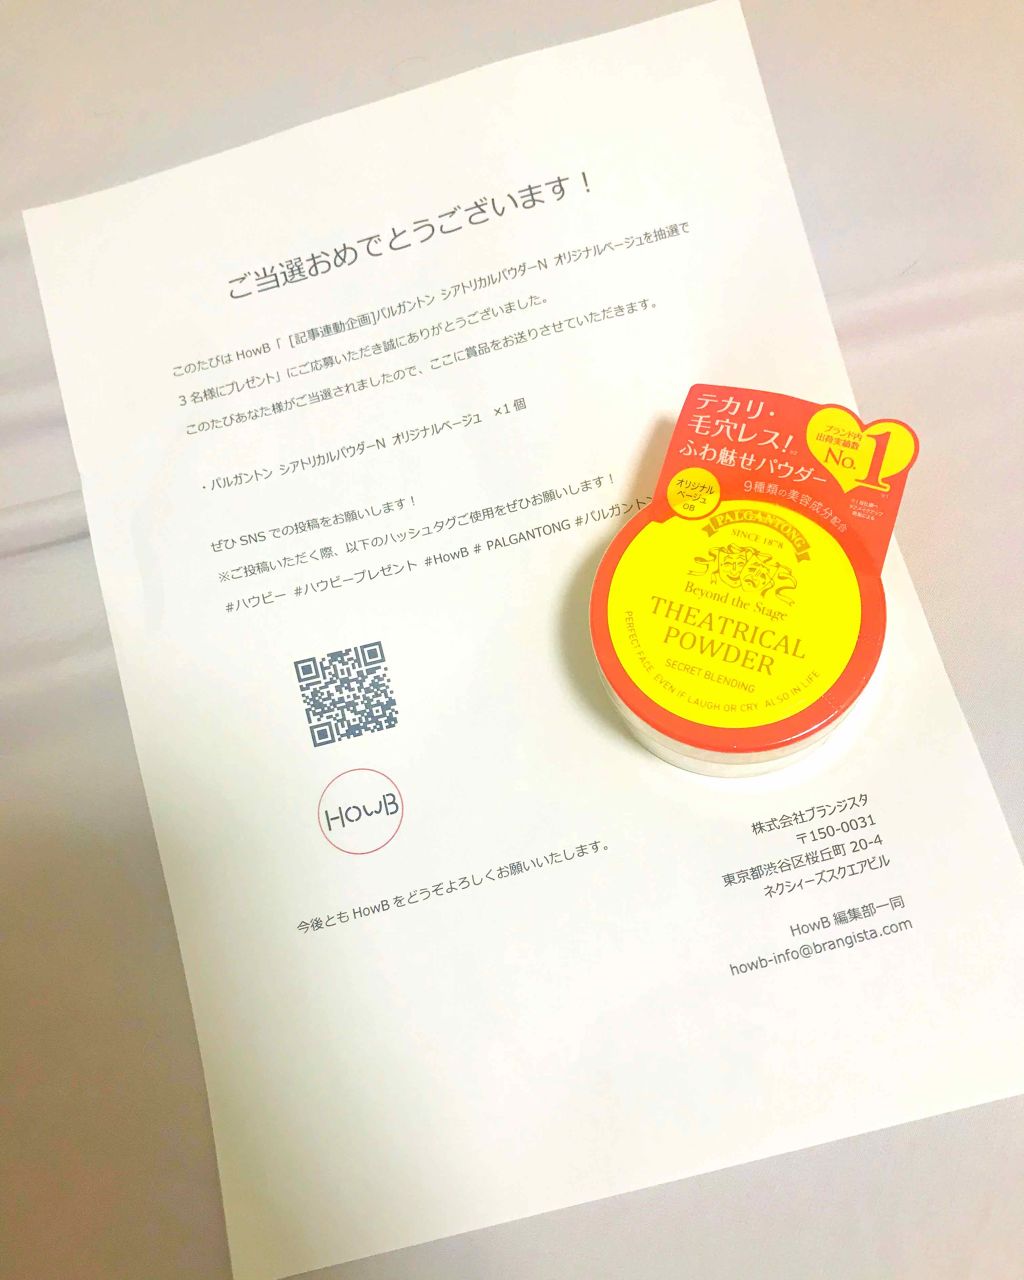 ご当選おめでとうございます！
このたびは HowB「 [記事連動企画]パルガントン シアトリカルパウダーN オリジナルベージュを抽選で
3 名様にプレゼント」にご応募いただき誠にありがとうございました。
このたびあなた様がご当選されましたので、ここに賞品をお送りさせていただきます。
・パルガントン シアトリカルパウダーN オリジナルベージュ ×1 個
ぜひ SNS での投稿をお願いします！
※ご投稿いただく際、以下のハッシュタグご使用をぜひお願いします！
#ハウビー #ハウビープレゼント #HowB # PALGANTONG #パルガントン
HowB
今後とも HowB をどうぞよろしくお願いいたします。
株式会社ブランジスタ
〒150-0031
東京都渋谷区桜丘町 20-4
ネクシィーズスクエアビル
HowB 編集部一同
howb-info@brangista.com
テカリ・
毛穴レス！
ふわ魅せパウダー
9種類の美容成分配合
ブランド内
出荷実績数
No.1
オリジナル
ベージュ
OB
PALGANTONG
SINCE 1878
Beyond the Stage
THEATRICAL
POWDER
SECRET BLENDING
PERFECT FACE. EVEN IF LAUGH OR CRY. ALSO IN LIFE